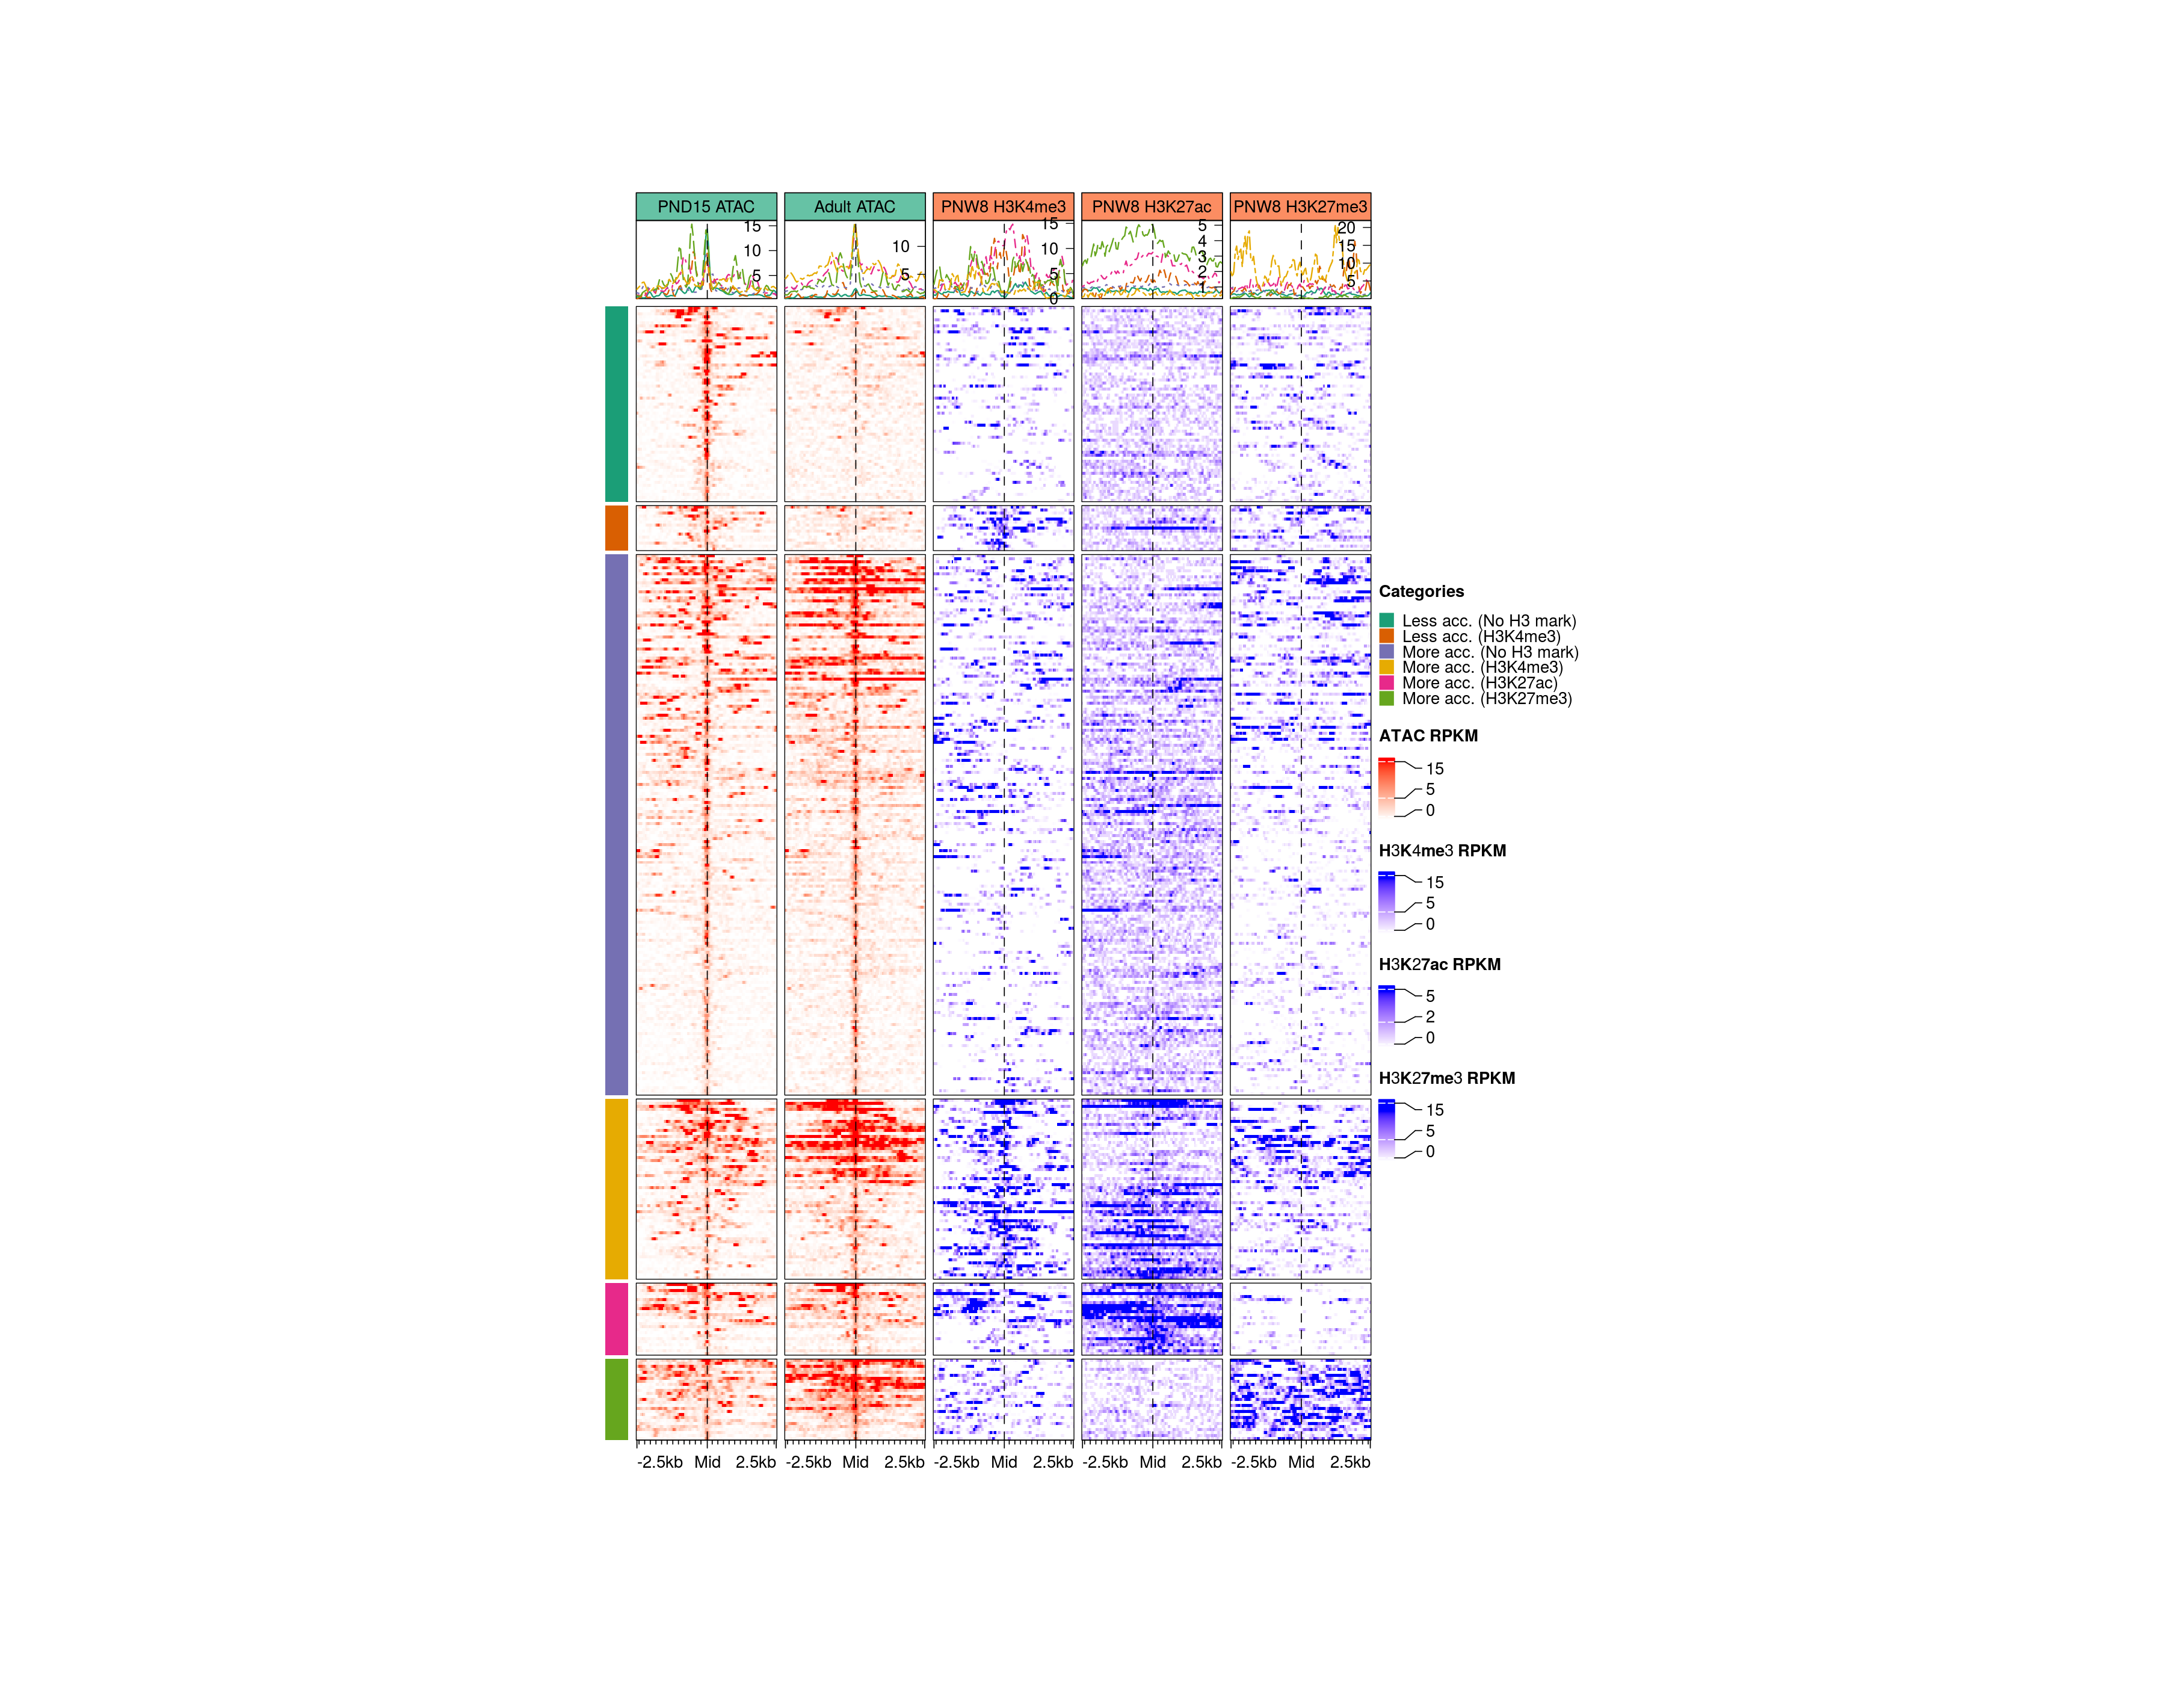 PND15 ATAC Adult ATAC PNW8 H3K4me3 PNW8 H3K27ac PNW8 H3K27me3
15 10 5
10 5
15 10 5 0
5 4 3 2 1
20 15 10 5
Categories
Less acc. (No H3 mark)
Less acc. (H3K4me3)
More acc. (No H3 mark)
More acc. (H3K4me3)
More acc. (H3K27ac)
More acc. (H3K27me3)
ATAC RPKM
15
5
0
H3K4me3 RPKM
15
5
0
H3K27ac RPKM
5
2
0
H3K27me3 RPKM
15
5
0
-2.5kb Mid 2.5kb -2.5kb Mid 2.5kb -2.5kb Mid 2.5kb -2.5kb Mid 2.5kb -2.5kb Mid 2.5kb